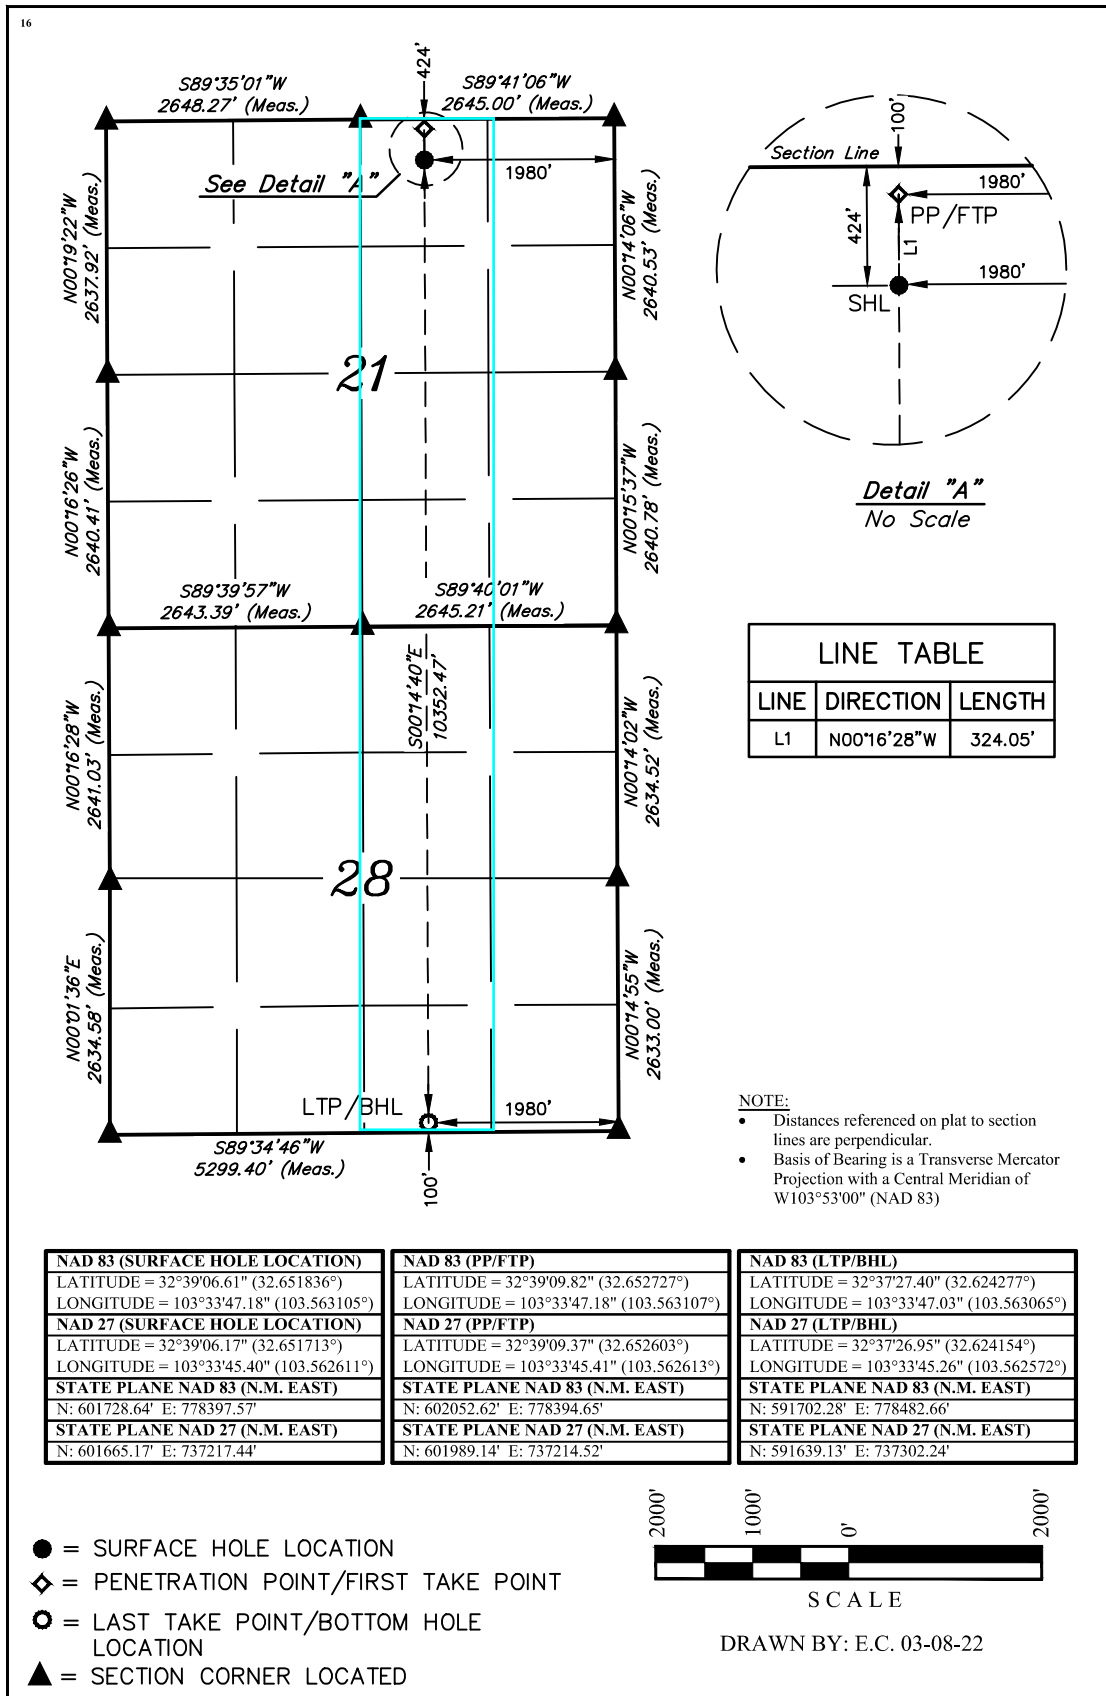 16
S89°35'01"W
2648.27' (Meas.)
424'
S89°41'06"W
2645.00' (Meas.)
1980'
See Detail "A"
N00°19'22"W
2637.92' (Meas.)
N00°14'06"W
2640.53' (Meas.)
21
N00°16'26"W
2640.41' (Meas.)
N00°15'37"W
2640.78' (Meas.)
S89°39'57"W
2643.39' (Meas.)
S89°40'01"W
2645.21' (Meas.)
S00°14'40"E
10352.47'
N00°16'28"W
2641.03' (Meas.)
N00°14'02"W
2634.52' (Meas.)
28
N00°01'36"E
2634.58' (Meas.)
N00°14'55"W
2633.00' (Meas.)
LTP/BHL
1980'
S89°34'46"W
5299.40' (Meas.)
100'
100'
Section Line
1980'
PP/FTP
424'
L1
1980'
SHL
Detail "A"
No Scale
LINE TABLE
LINE DIRECTION LENGTH
L1 N00°16'28"W 324.05'
NOTE:
• Distances referenced on plat to section
lines are perpendicular.
• Basis of Bearing is a Transverse Mercator
Projection with a Central Meridian of
W103°53'00" (NAD 83)
NAD 83 (SURFACE HOLE LOCATION)
LATITUDE = 32°39'06.61" (32.651836°)
LONGITUDE = 103°33'47.18" (103.563105°)
NAD 27 (SURFACE HOLE LOCATION)
LATITUDE = 32°39'06.17" (32.651713°)
LONGITUDE = 103°33'45.40" (103.562611°)
STATE PLANE NAD 83 (N.M. EAST)
N: 601728.64' E: 778397.57'
STATE PLANE NAD 27 (N.M. EAST)
N: 601665.17' E: 737217.44'
NAD 83 (PP/FTP)
LATITUDE = 32°39'09.82" (32.652727°)
LONGITUDE = 103°33'47.18" (103.563107°)
NAD 27 (PP/FTP)
LATITUDE = 32°39'09.37" (32.652603°)
LONGITUDE = 103°33'45.41" (103.562613°)
STATE PLANE NAD 83 (N.M. EAST)
N: 602052.62' E: 778394.65'
STATE PLANE NAD 27 (N.M. EAST)
N: 601989.14' E: 737214.52'
NAD 83 (LTP/BHL)
LATITUDE = 32°37'27.40" (32.624277°)
LONGITUDE = 103°33'47.03" (103.563065°)
NAD 27 (LTP/BHL)
LATITUDE = 32°37'26.95" (32.624154°)
LONGITUDE = 103°33'45.26" (103.562572°)
STATE PLANE NAD 83 (N.M. EAST)
N: 591702.28' E: 778482.66'
STATE PLANE NAD 27 (N.M. EAST)
N: 591639.13' E: 737302.24'
= SURFACE HOLE LOCATION
= PENETRATION POINT/FIRST TAKE POINT
= LAST TAKE POINT/BOTTOM HOLE
LOCATION
= SECTION CORNER LOCATED
2000' 1000' 0' 2000'
SCALE
DRAWN BY: E.C. 03-08-22